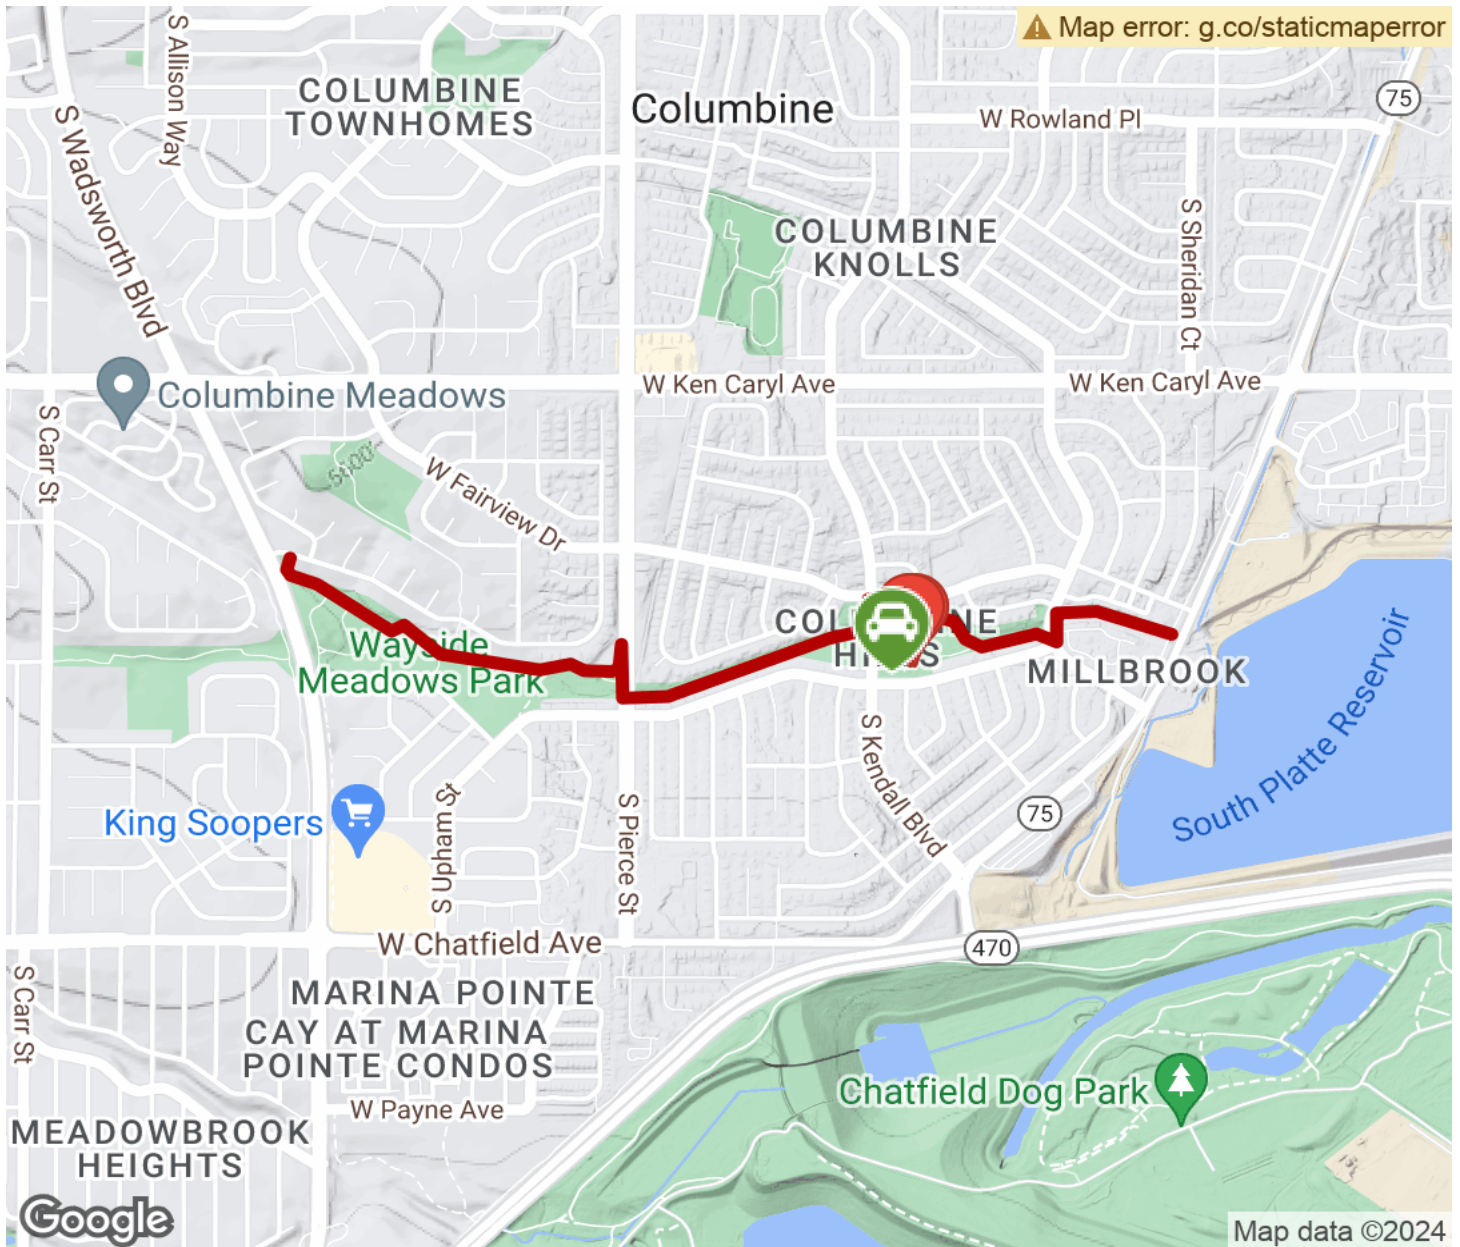 Map error: g.co/staticmaperror
S Allison Way
COLUMBINE
TOWNHOMES
Columbine
75
W Rowland Pl
S Wadsworth Blvd
COLUMBINE
KNOLLS
S Sheridan Ct
W Ken Caryl Ave
W Ken Caryl Ave
Columbine Meadows
S Carr St
5600'
W Fairview Dr
Wayside
Meadows Park
MILLBROOK
South Platte Reservoir
King Soopers
S Upham St
S Pierce St
S Kendall Blvd
75
W Chatfield Ave
470
S Carr St
MARINA POINTE
CAY AT MARINA
POINTE CONDOS
Chatfield Dog Park
W Payne Ave
MEADOWBROOK
HEIGHTS
Google
Map data ©2024